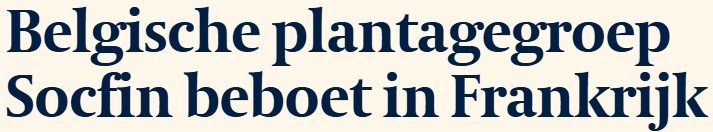 Belgische plantagegroep
Socfin beboet in Frankrijk